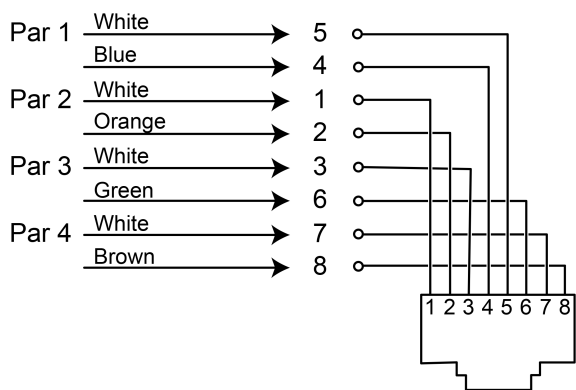 Par 1 White 5
Blue 4
Par 2 White 1
Orange 2
Par 3 White 3
Green 6
Par 4 White 7
Brown 8
1 2 3 4 5 6 7 8